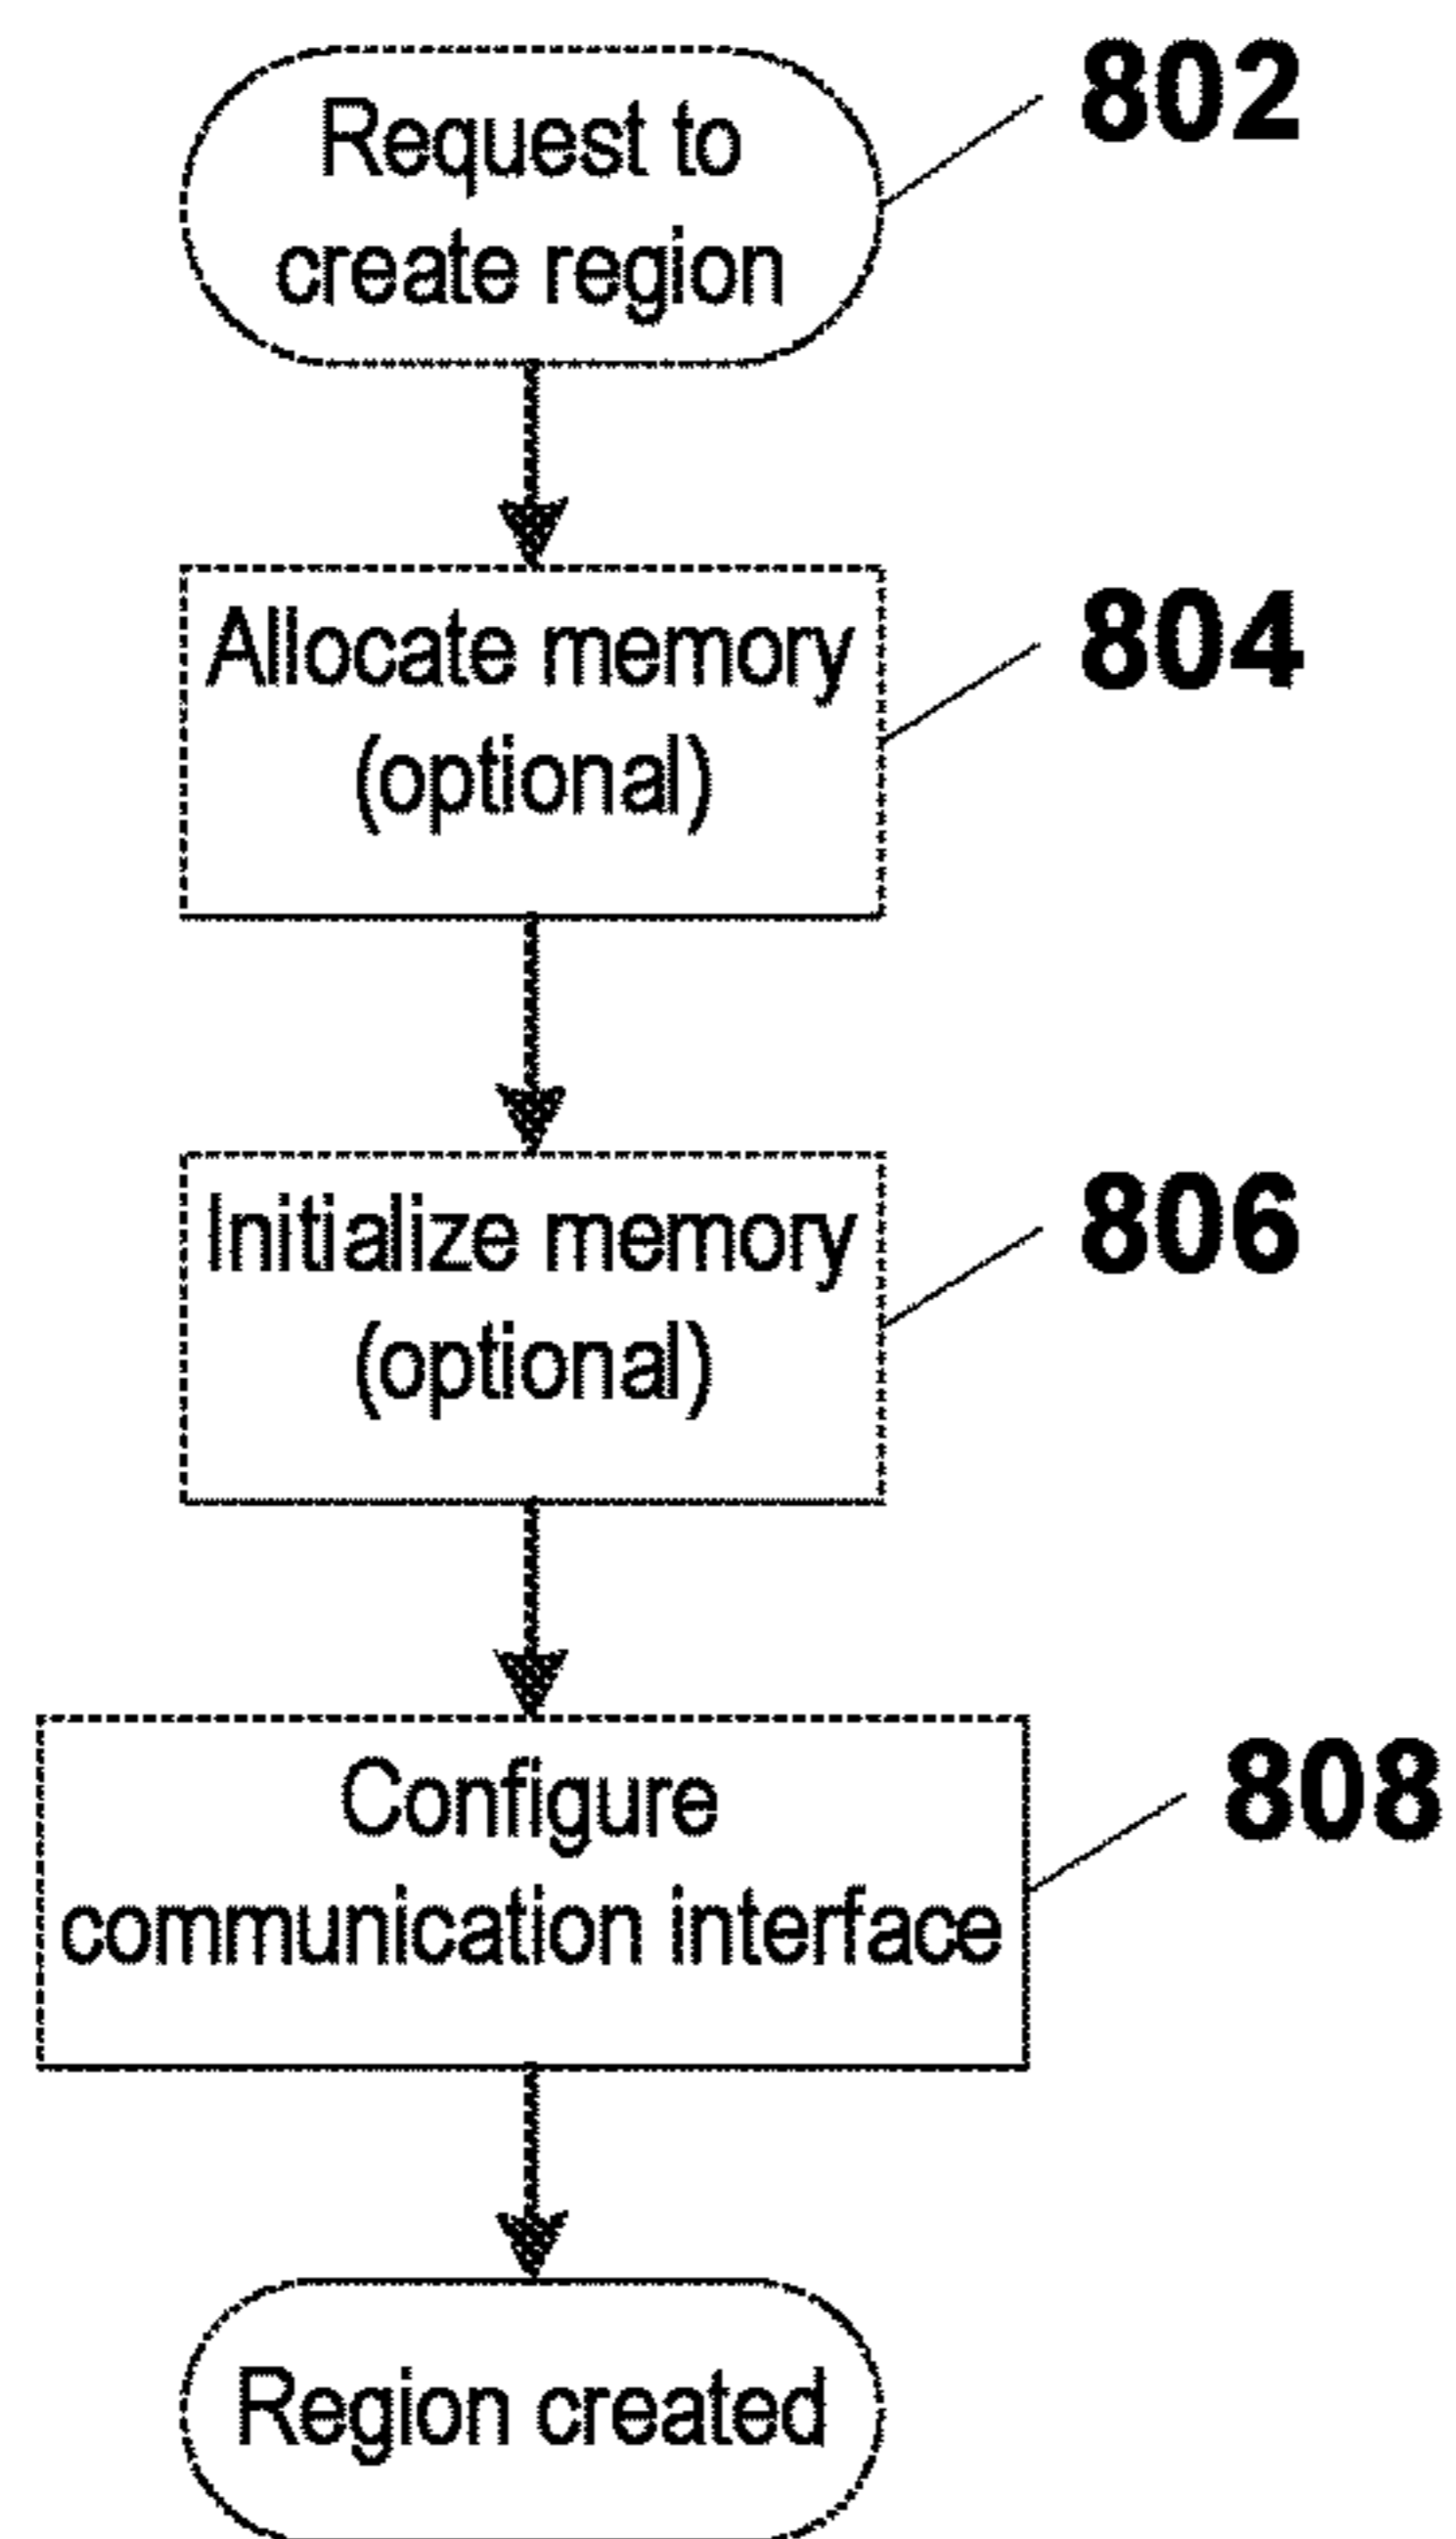 Request to
create region
802
Allocate memory
(optional)
804
Initialize memory
(optional)
806
Configure
communication interface
808
Region created